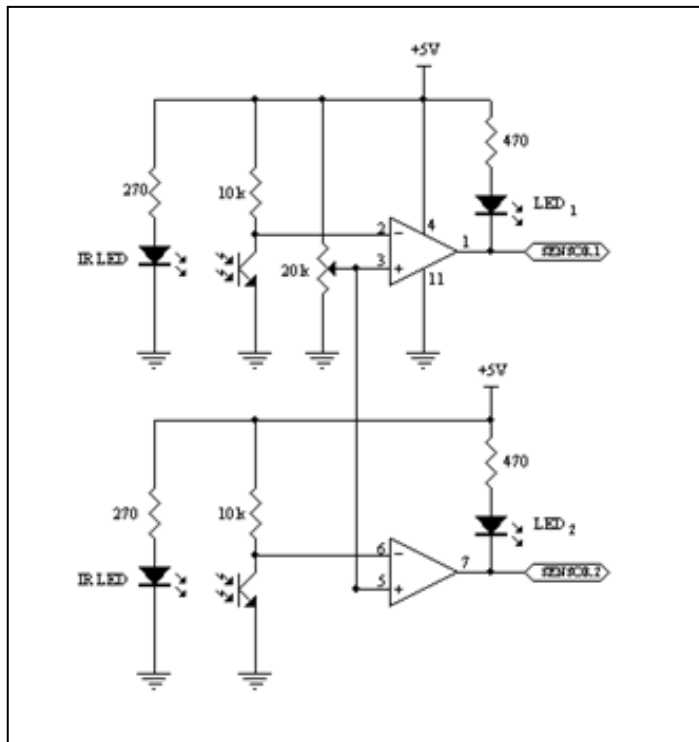 +5V
470
270
10k
LED 1
2
4
1
SENSOR.1
IR LED
20k
3
11
+5V
470
270
10k
LED 2
6
7
SENSOR.2
IR LED
5